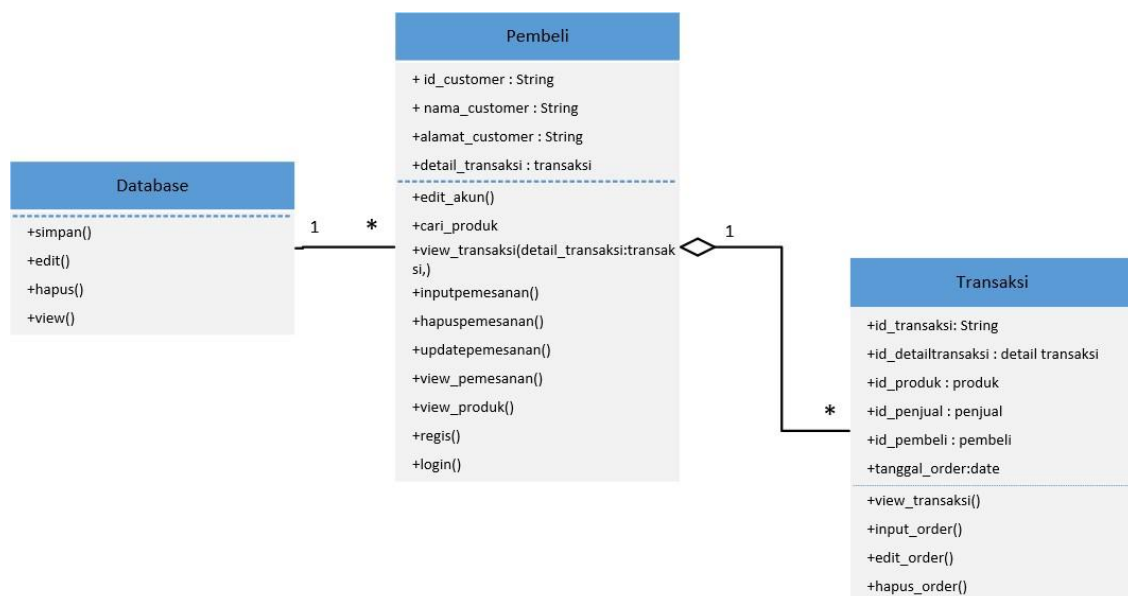 Pembeli
+ id_customer : String
+ nama_customer : String
+alamat_customer : String
+detail_transaksi : transaksi
+edit_akun()
+cari_produk
+view_transaksi(detail_transaksi:transak
si,)
+inputpemesanan()
+hapuspemesanan()
+updatepemesanan()
+view_pemesanan()
+view_produk()
+regis()
+login()
Database
+simpan()
+edit()
+hapus()
+view()
1
*
1
*
Transaksi
+id_transaksi: String
+id_detailtransaksi : detail transaksi
+id_produk : produk
+id_penjual : penjual
+id_pembeli : pembeli
+tanggal_order:date
+view_transaksi()
+input_order()
+edit_order()
+hapus_order()